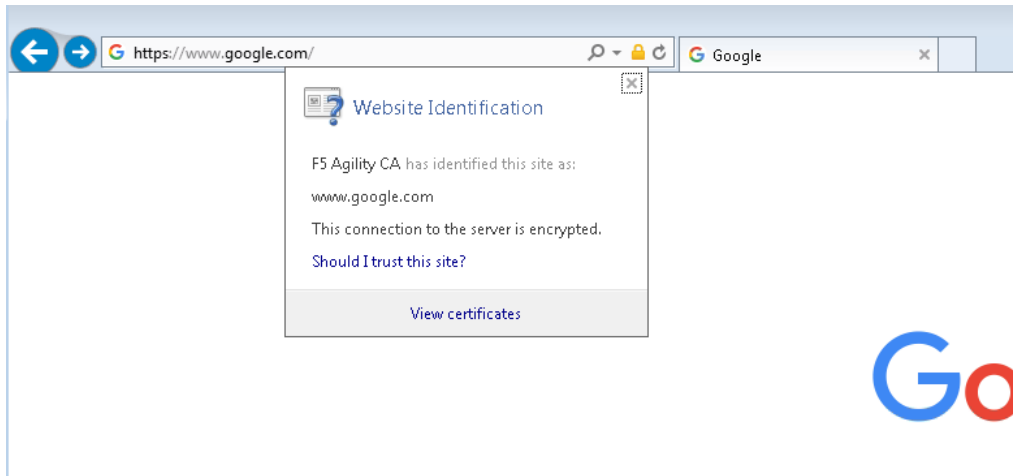 https://www.google.com/
Google
Website Identification
F5 Agility CA has identified this site as:
www.google.com
This connection to the server is encrypted.
Should I trust this site?
View certificates
Go